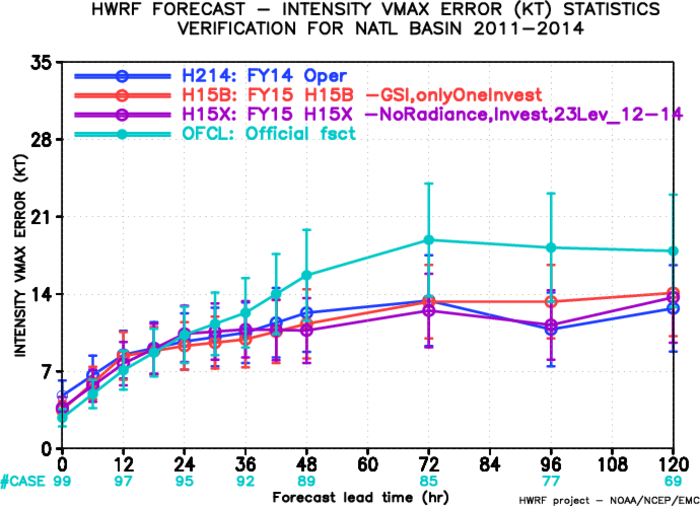 HWRF FORECAST – INTENSITY VMAX ERROR (KT) STATISTICS
VERIFICATION FOR NATL BASIN 2011–2014
35
H214: FY14 Oper
H15B: FY15 H15B –GSI,onlyOneInvest
H15X: FY15 H15X –NoRadiance,Invest,23Lev_12–14
OFCL: Official fsct
28
21
14
7
0
INTENSITY VMAX ERROR (KT)
0 12 24 36 48 60 72 84 96 108 120
#CASE 99 97 95 92 89 85 77 69
Forecast lead time (hr)
HWRF project – NOAA/NCEP/EMC